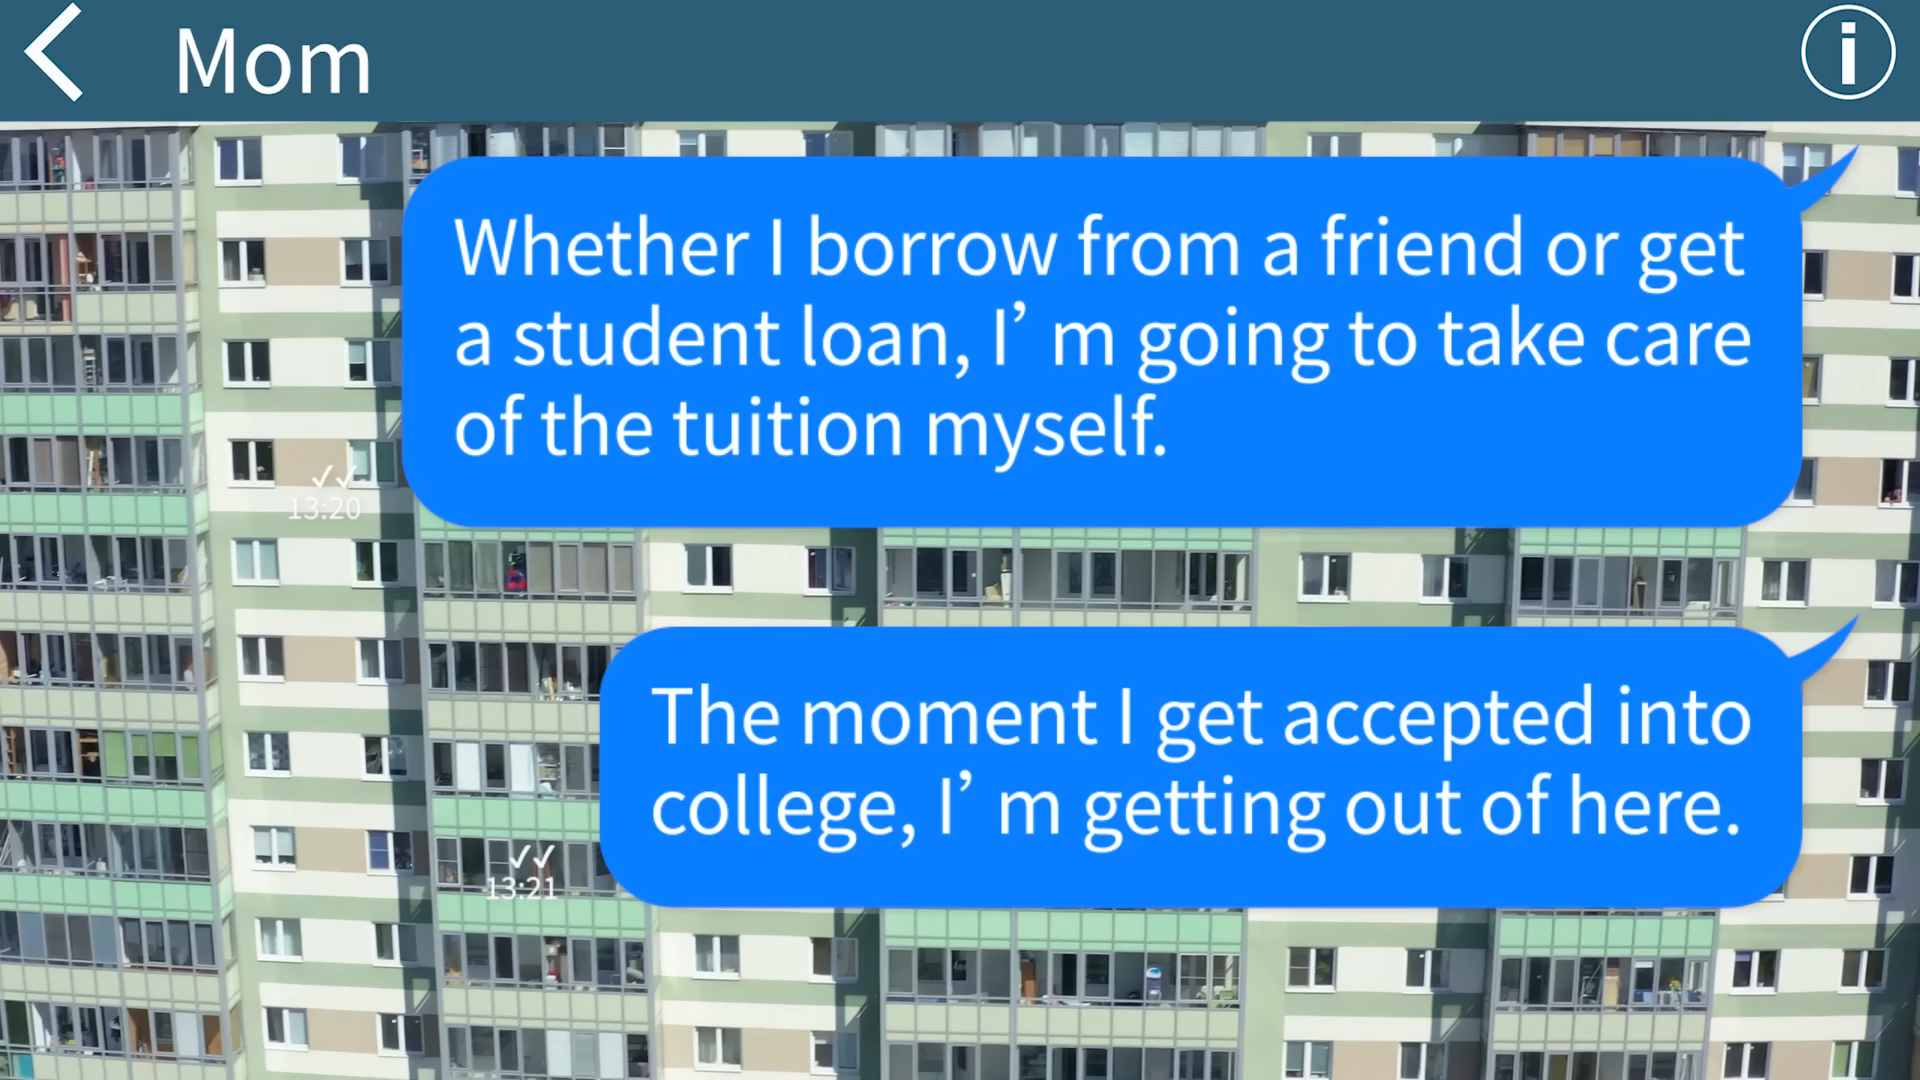 Mom
Whether I borrow from a friend or get
a student loan, I’m going to take care
of the tuition myself.
✓✓
13:20
The moment I get accepted into
college, I’m getting out of here.
✓✓
13:21